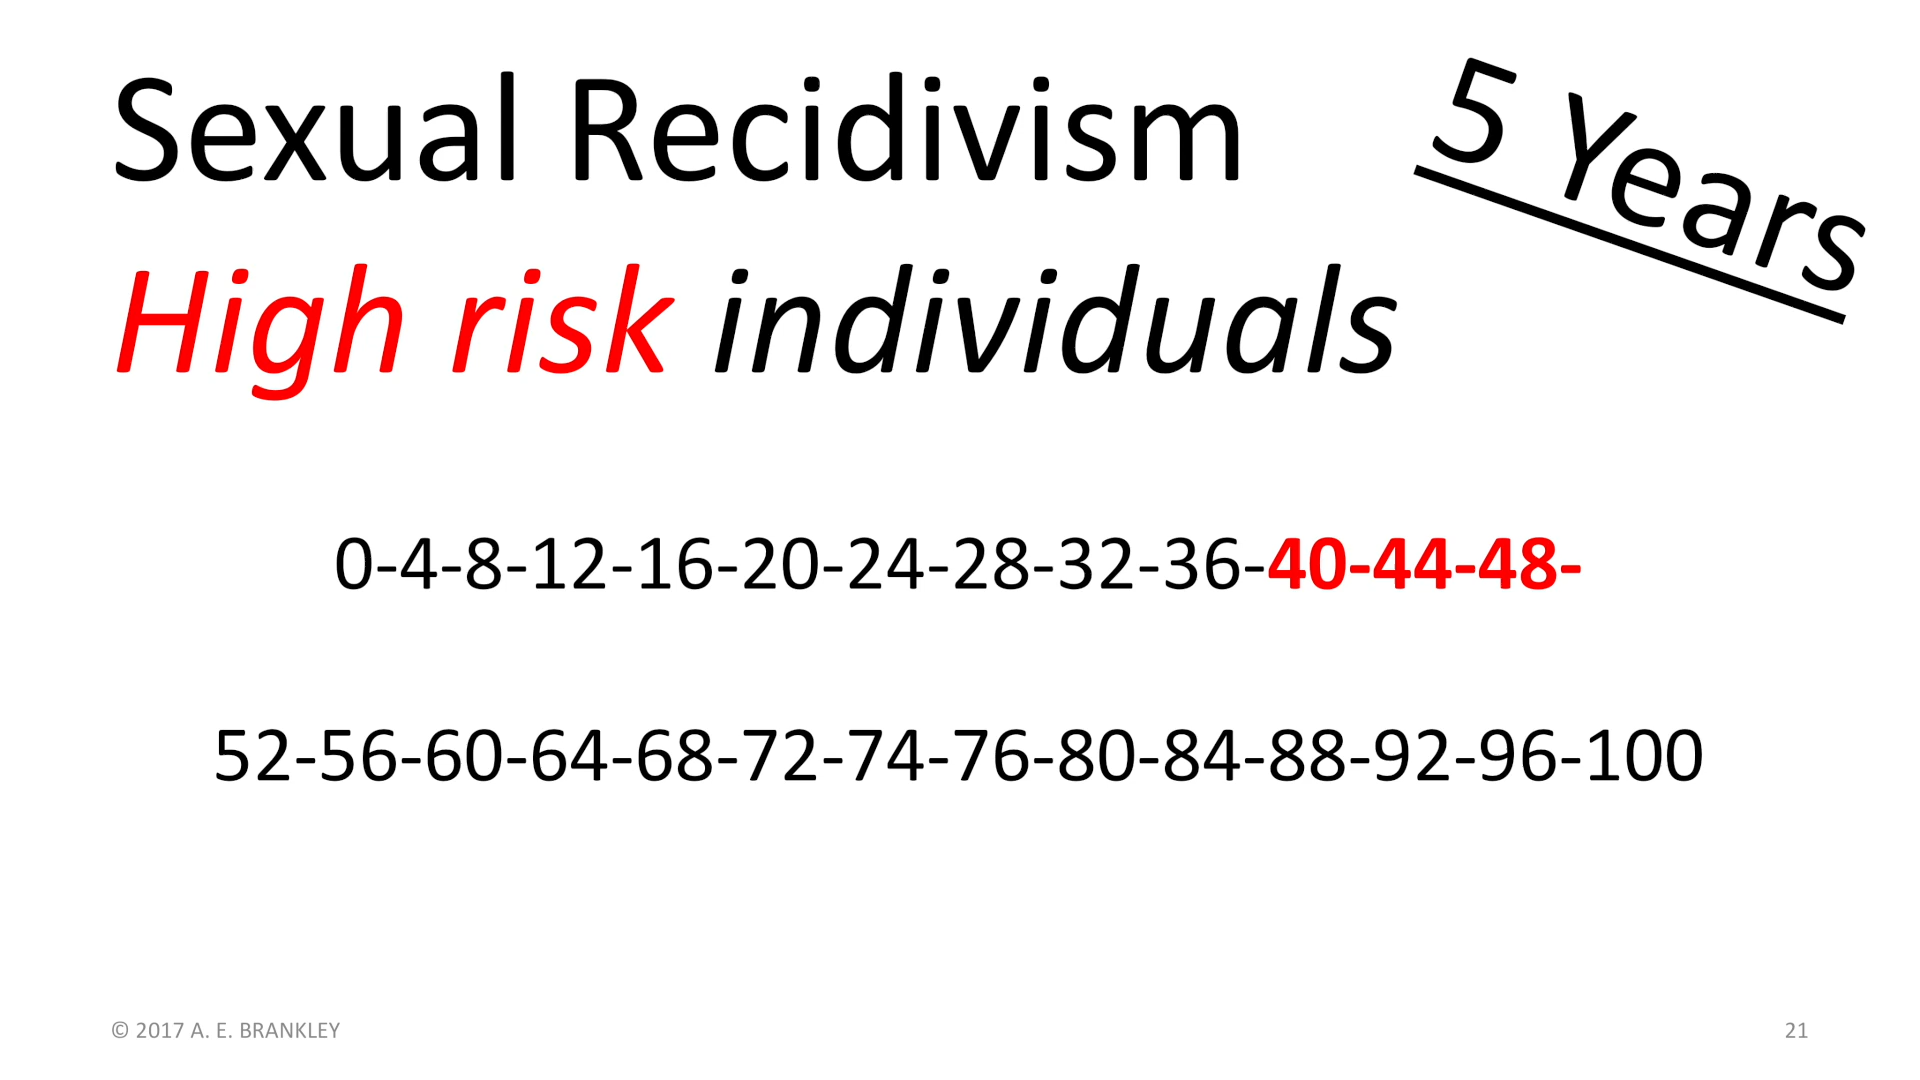 Sexual Recidivism
5 Years
High risk individuals
0-4-8-12-16-20-24-28-32-36-40-44-48-
52-56-60-64-68-72-74-76-80-84-88-92-96-100
© 2017 A. E. BRANKLEY
21